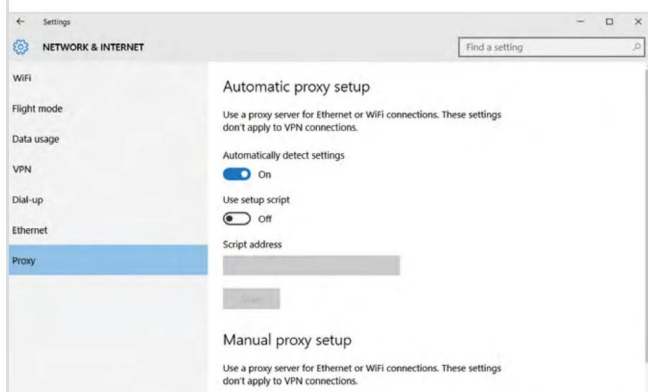 Settings
NETWORK & INTERNET
Find a setting
WiFi
Flight mode
Data usage
VPN
Dial-up
Ethernet
Proxy
Automatic proxy setup
Use a proxy server for Ethernet or WiFi connections. These settings
don't apply to VPN connections.
Automatically detect settings
On
Use setup script
Off
Script address
Save
Manual proxy setup
Use a proxy server for Ethernet or WiFi connections. These settings
don't apply to VPN connections.